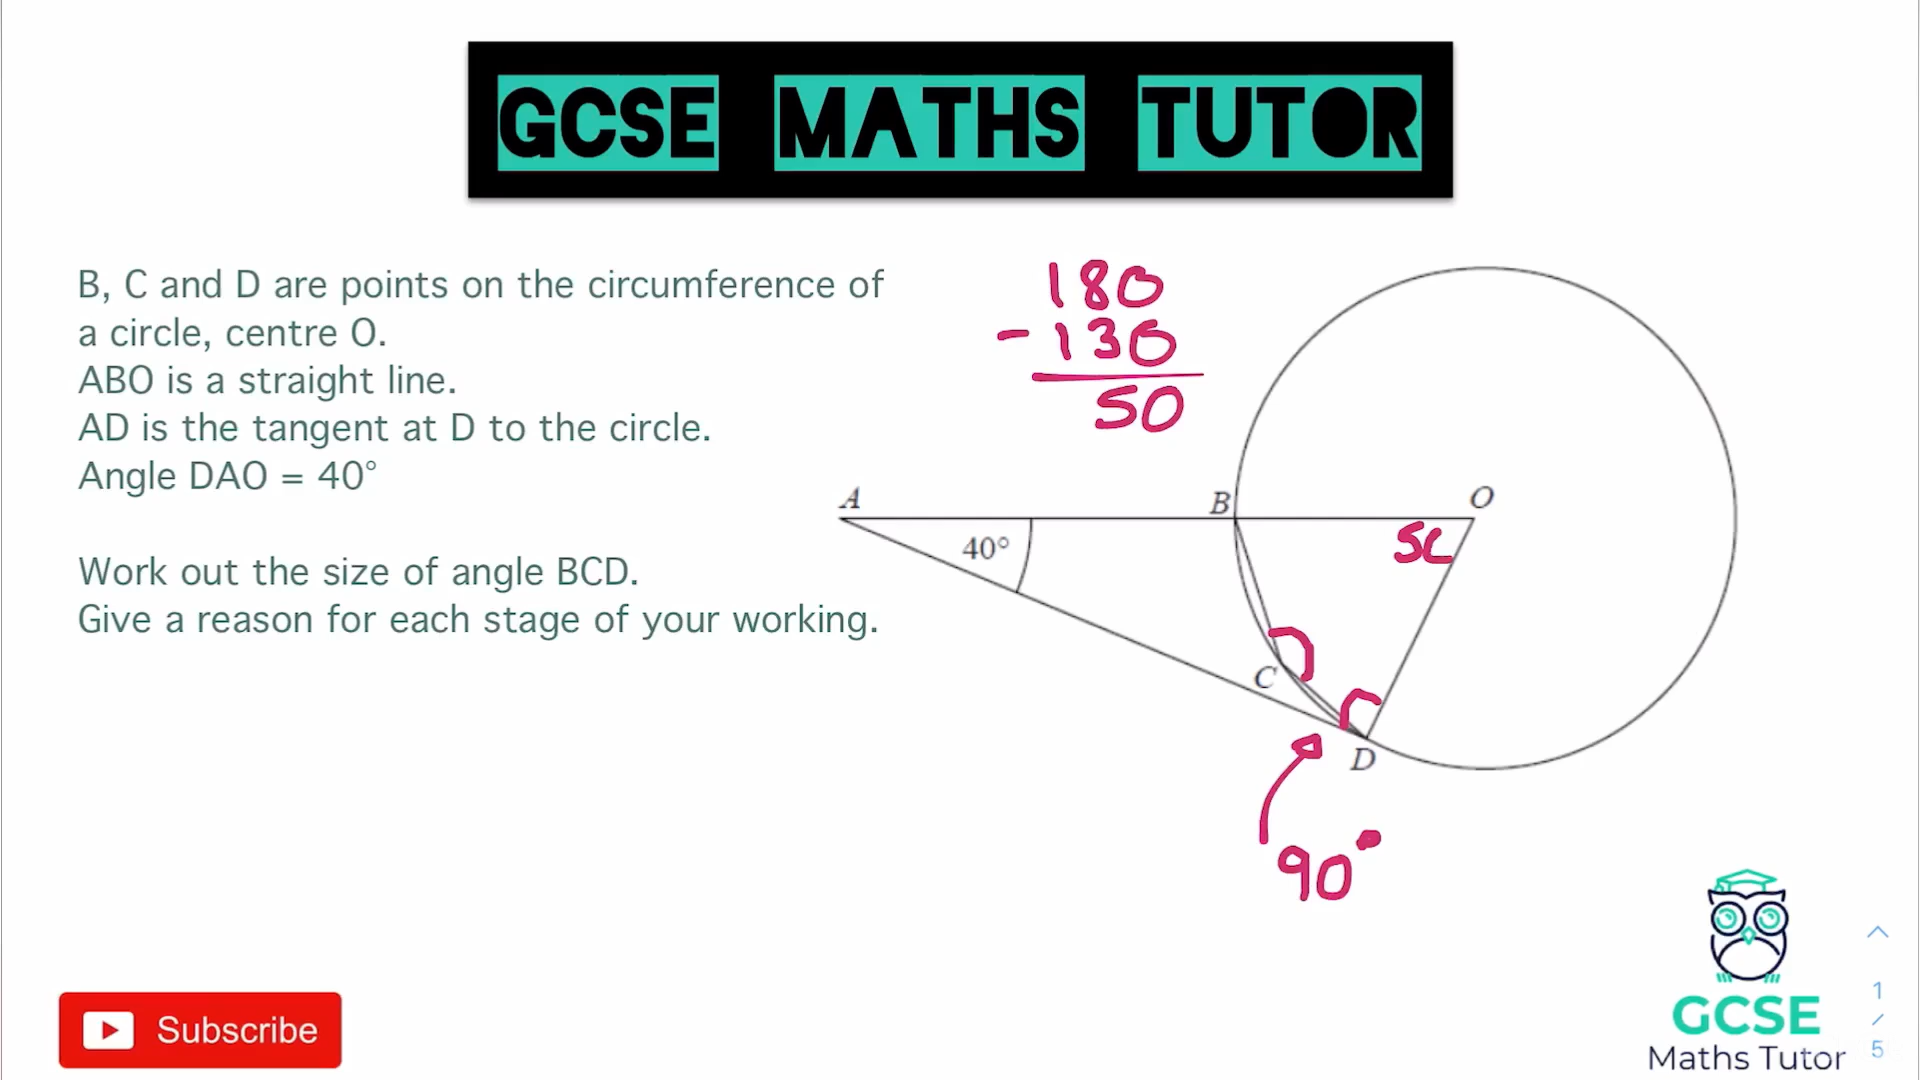 GCSE MATHS TUTOR
B, C and D are points on the circumference of
a circle, centre O.
ABO is a straight line.
AD is the tangent at D to the circle.
Angle DAO = 40°
Work out the size of angle BCD.
Give a reason for each stage of your working.
180
-130
50
A
B
O
40°
50
C
D
90°
Subscribe
GCSE
Maths Tutor
1
/
5